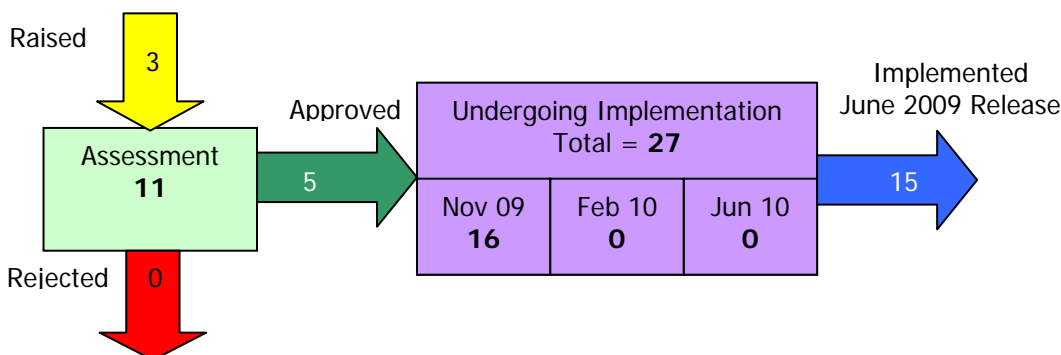 Raised
3
Assessment
11
Rejected
0
Approved
5
Undergoing Implementation
Total = 27
Nov 09
16
Feb 10
0
Jun 10
0
Implemented
June 2009 Release
15